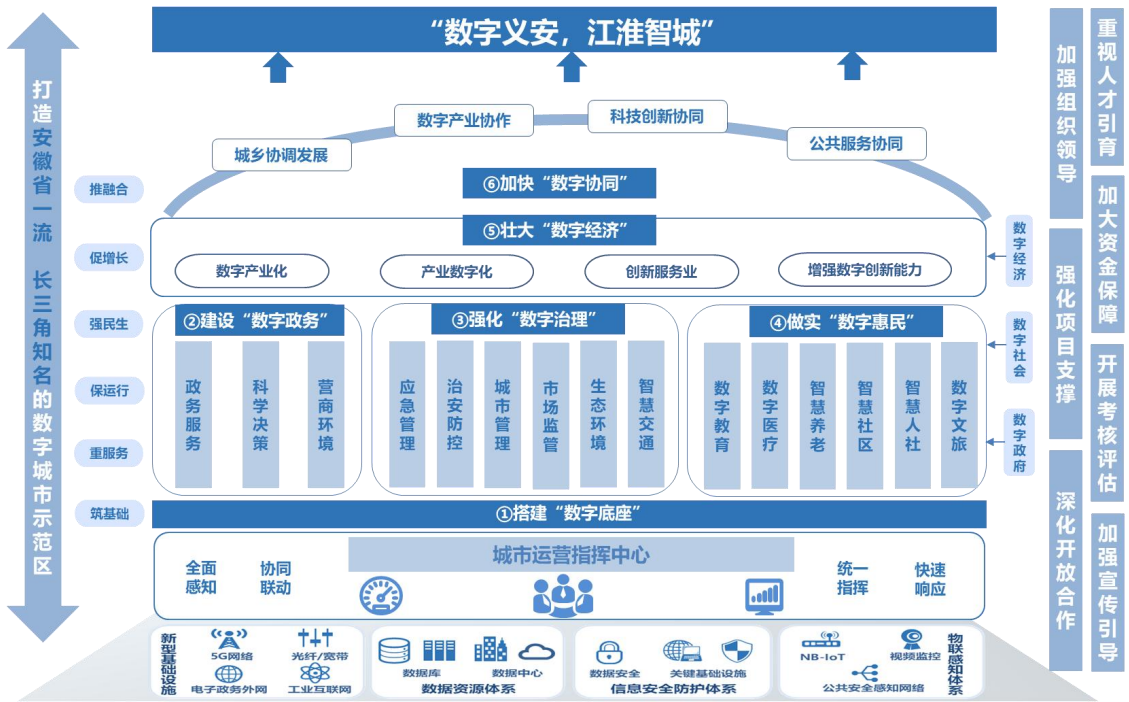 “数字义安，江淮智城”
打造安徽省一流 长三角知名的数字城市示范区
城乡协调发展
数字产业协作
科技创新协同
公共服务协同
推融合
⑥加快“数字协同”
促增长
⑤壮大“数字经济”
数字产业化
产业数字化
创新服务业
增强数字创新能力
数字经济
强民生
②建设“数字政务”
政务服务
科学决策
营商环境
③强化“数字治理”
应急管理
治安防控
城市管理
市场监管
生态环境
智慧交通
④做实“数字惠民”
数字教育
数字医疗
智慧养老
智慧社区
智慧人社
数字文旅
数字社会
保运行
重服务
数字政府
筑基础
①搭建“数字底座”
城市运营指挥中心
全面感知
协同联动
统一指挥
快速响应
新型基础设施
5G网络
光纤/宽带
电子政务外网
工业互联网
数据库
数据中心
数据资源体系
数据安全
关键基础设施
信息安全防护体系
NB-IoT
视频监控
公共安全感知网络
物联感知体系
加强组织领导
强化项目支撑
深化开放合作
重视人才引育
加大资金保障
开展考核评估
加强宣传引导